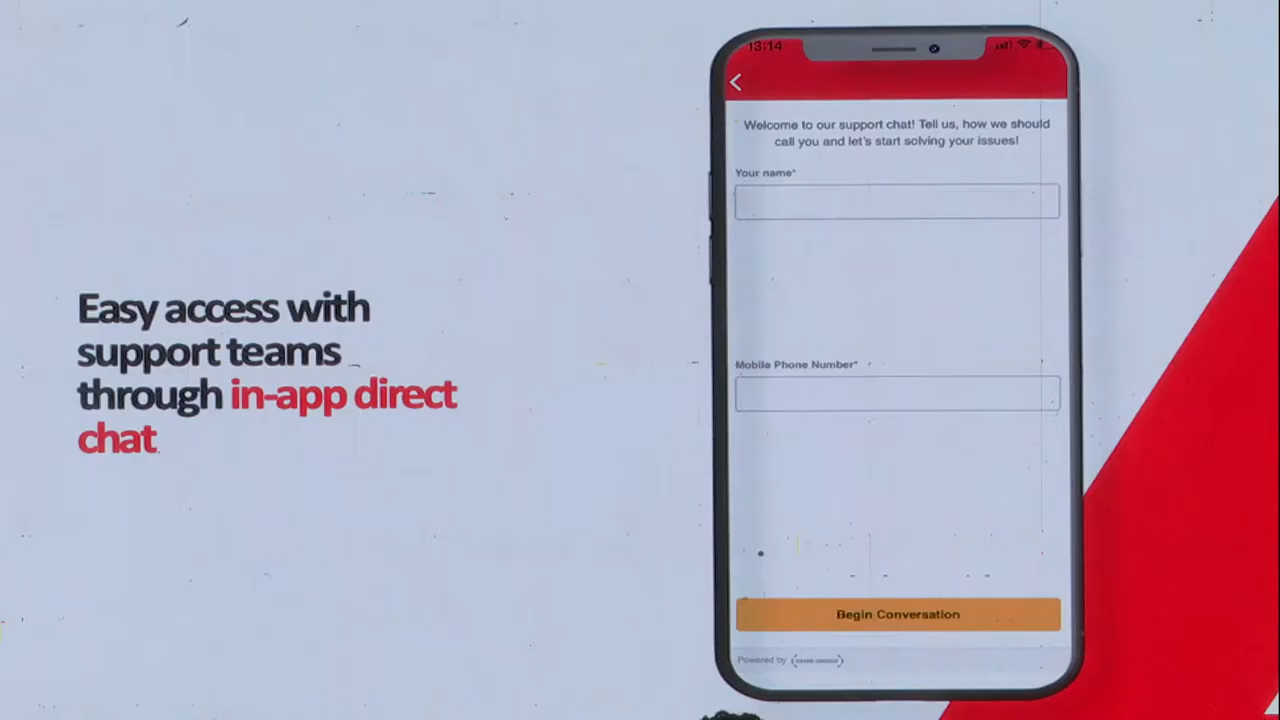 Easy access with
support teams
through in-app direct
chat
13:14
Welcome to our support chat! Tell us, how we should
call you and let's start solving your issues!
Your name*
Mobile Phone Number*
Begin Conversation
Powered by